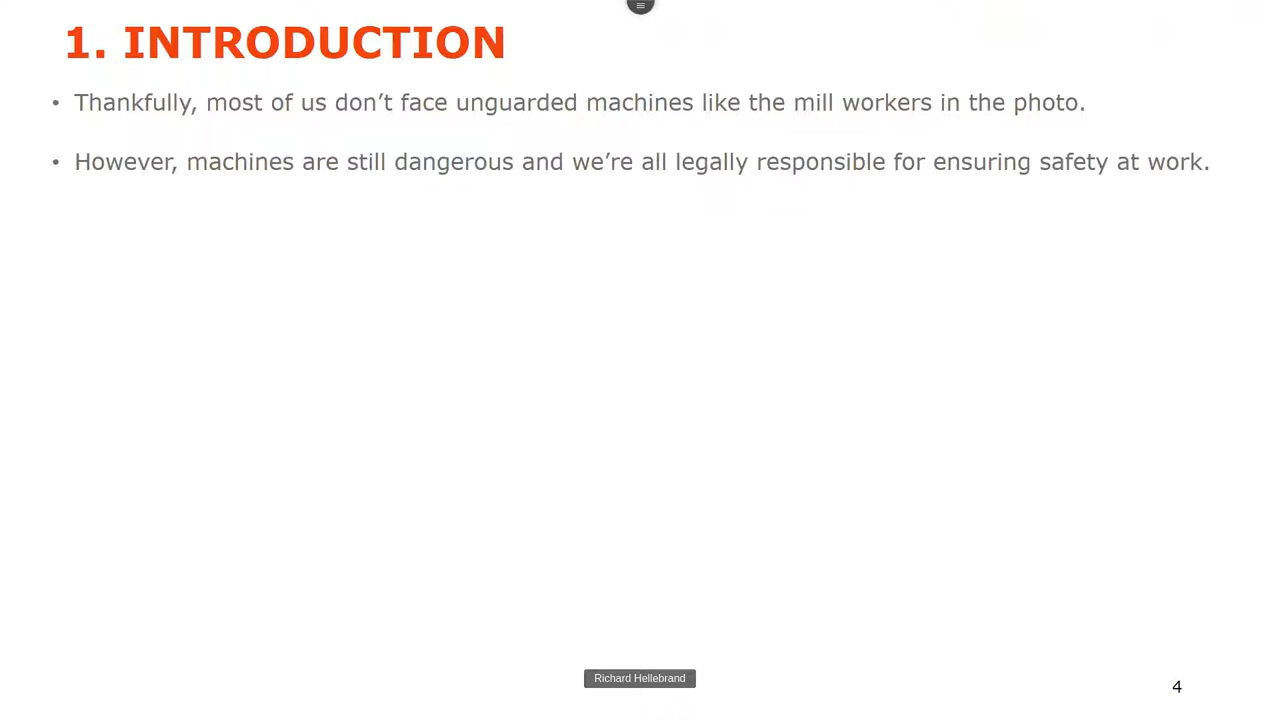 1. INTRODUCTION
• Thankfully, most of us don’t face unguarded machines like the mill workers in the photo.
• However, machines are still dangerous and we’re all legally responsible for ensuring safety at work.
Richard Hellebrand
4